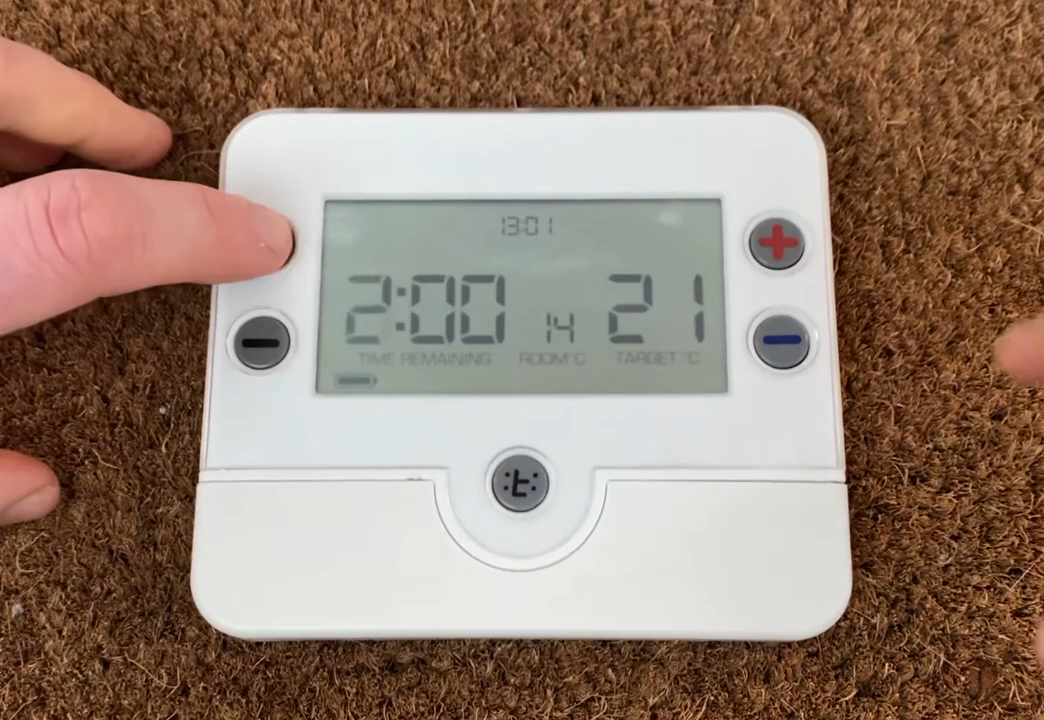 13:01
2:00 14 21
TIME REMAINING ROOM°C TARGET °C
:t: